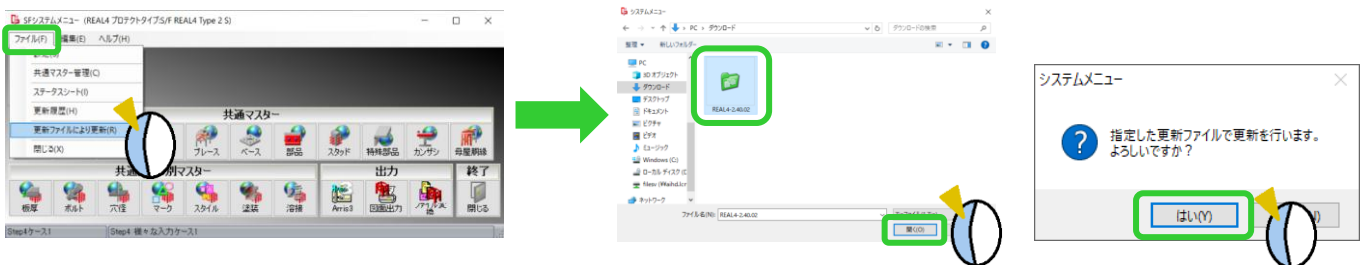 SFシステムメニュー (REAL4 プロテクトタイプ:S/F REAL4 Type 2 S)
ファイル(F) 編集(E) ヘルプ(H)
共通マスター管理(C)
ステータスシート(I)
更新履歴(H)
更新ファイルにより更新(R)
閉じる(X)
共通マスター
ブレース ベース 部品 スタッド 特殊部品 カンザシ 母屋胴縁
共通 別マスター 出力 終了
板厚 ボルト 穴径 マーク スタイル 塗装 溶接 Arris3 図面出力 閉じる
Step4ケース1 Step4 様々な入力ケース1
システムメニュー
PC ダウンロード ダウンロードの検索
整理 新しいフォルダー
PC
3D オブジェクト
ダウンロード
デスクトップ
ドキュメント
ピクチャ
ビデオ
ミュージック
Windows (C:)
ローカル ディスク (D
ネットワーク
REAL4-2.40.02
ファイル名(N): REAL4-2.40.02
開く(O)
システムメニュー
指定した更新ファイルで更新を行います。
よろしいですか？
はい(Y)